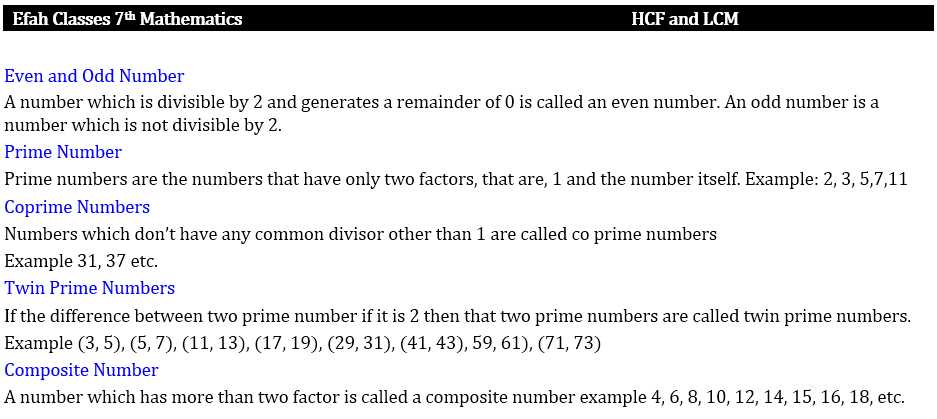 Efah Classes 7th Mathematics HCF and LCM
Even and Odd Number
A number which is divisible by 2 and generates a remainder of 0 is called an even number. An odd number is a
number which is not divisible by 2.
Prime Number
Prime numbers are the numbers that have only two factors, that are, 1 and the number itself. Example: 2, 3, 5,7,11
Coprime Numbers
Numbers which don’t have any common divisor other than 1 are called co prime numbers
Example 31, 37 etc.
Twin Prime Numbers
If the difference between two prime number if it is 2 then that two prime numbers are called twin prime numbers.
Example (3, 5), (5, 7), (11, 13), (17, 19), (29, 31), (41, 43), 59, 61), (71, 73)
Composite Number
A number which has more than two factor is called a composite number example 4, 6, 8, 10, 12, 14, 15, 16, 18, etc.